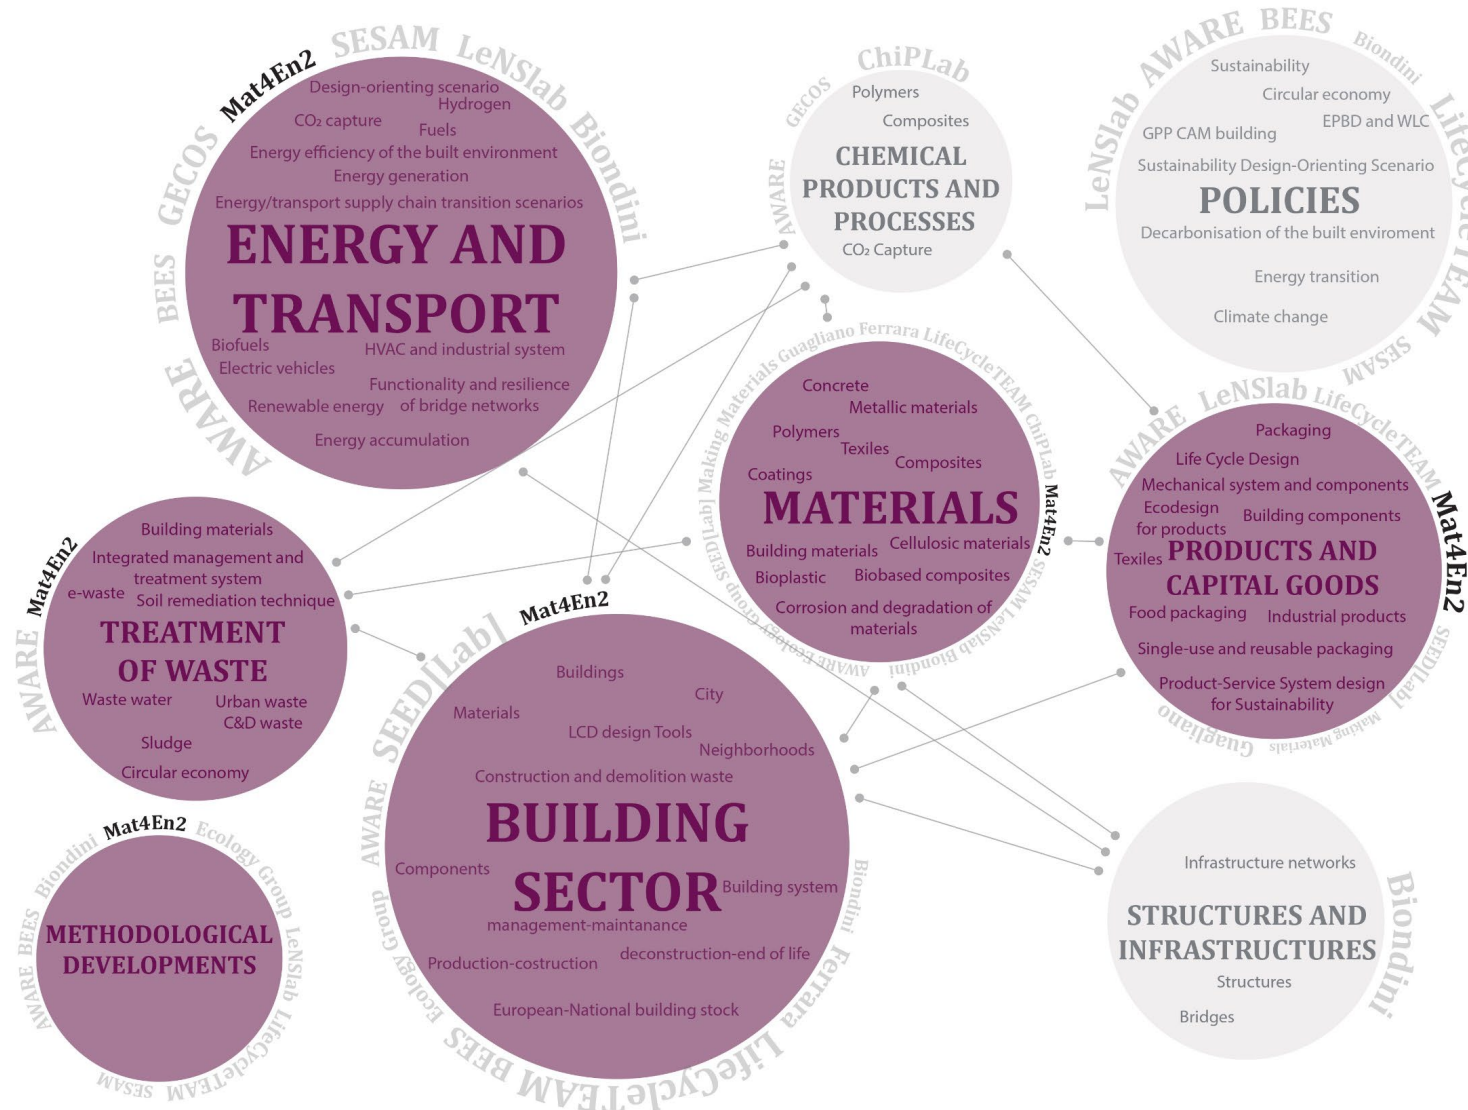 Mat4En2
SESAM
LeNSlab
Biondini
GECOS
BEES
AWARE
Design-orienting scenario
Hydrogen
CO₂ capture
Fuels
Energy efficiency of the built environment
Energy generation
Energy/transport supply chain transition scenarios
ENERGY AND
TRANSPORT
Biofuels
HVAC and industrial system
Electric vehicles
Functionality and resilience
of bridge networks
Renewable energy
Energy accumulation
ChiPLab
GECOS
AWARE
Polymers
Composites
CHEMICAL
PRODUCTS AND
PROCESSES
CO₂ Capture
LeNSlab
AWARE
BEES
Biondini
LifeCycleTEAM
SESAM
Sustainability
Circular economy
EPBD and WLC
GPP CAM building
Sustainability Design-Orienting Scenario
POLICIES
Decarbonisation of the built enviroment
Energy transition
Climate change
SEED[Lab]
Making Materials
Guagliano
Ferrara
LifeCycleTEAM
ChiPLab
Mat4En2
SESAM
LeNSlab
Biondini
AWARE
Ecology Group
Concrete
Metallic materials
Polymers
Texiles
Composites
Coatings
MATERIALS
Building materials
Cellulosic materials
Bioplastic
Biobased composites
Corrosion and degradation of
materials
AWARE
LeNSlab
LifeCycleTEAM
Mat4En2
SEED[Lab]
Making Materials
Guagliano
Packaging
Life Cycle Design
Mechanical system and components
Ecodesign
for products
Building components
Texiles
PRODUCTS AND
CAPITAL GOODS
Food packaging
Industrial products
Single-use and reusable packaging
Product-Service System design
for Sustainability
Mat4En2
AWARE
Building materials
Integrated management and
treatment system
e-waste
Soil remediation technique
TREATMENT
OF WASTE
Waste water
Urban waste
C&D waste
Sludge
Circular economy
Mat4En2
SEED[Lab]
AWARE
Ecology Group
BEES
LifeCycleTEAM
Ferrara
Biondini
Buildings
City
Materials
LCD design Tools
Neighborhoods
Construction and demolition waste
BUILDING
SECTOR
Components
Building system
management-maintanance
deconstruction-end of life
Production-costruction
European-National building stock
AWARE
BEES
Biondini
Mat4En2
Ecology Group
LeNSlab
LifeCycleTEAM
SESAM
METHODOLOGICAL
DEVELOPMENTS
Biondini
Infrastructure networks
STRUCTURES AND
INFRASTRUCTURES
Structures
Bridges